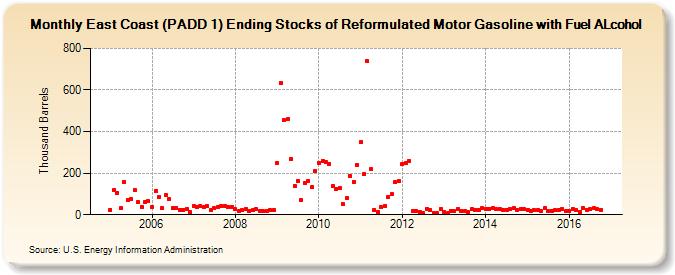 Monthly East Coast (PADD 1) Ending Stocks of Reformulated Motor Gasoline with Fuel ALcohol
Thousand Barrels
800
600
400
200
0
2006 2008 2010 2012 2014 2016
Source: U.S. Energy Information Administration